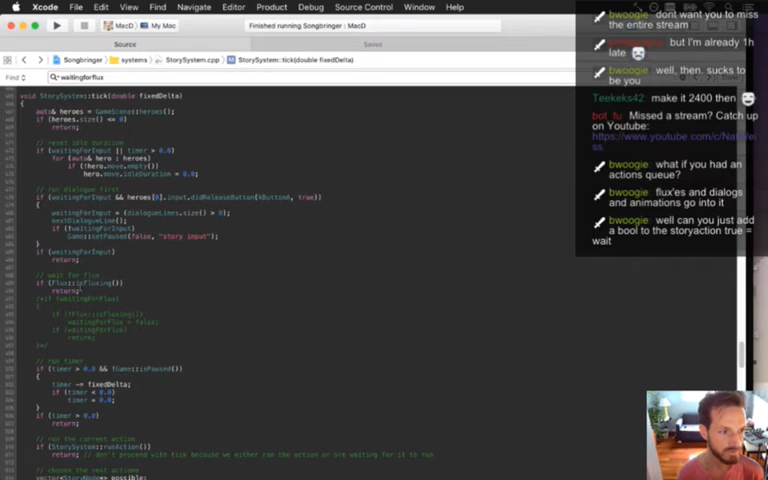 Xcode File Edit View Find Navigate Editor Product Debug Source Control Window Help
MacD My Mac Finished running Songbringer : MacD
Source Saves
Songbringer systems StorySystem.cpp StorySystem::tick(double fixedDelta)
Find waitingforflux
void StorySystem::tick(double fixedDelta)
{
auto& heroes = GameScene::heroes();
if (heroes.size() <= 0)
return;
// reset idle duration
if (waitingForInput || timer > 0.0)
for (auto& hero : heroes)
if (!hero.move.empty())
hero.move.idleDuration = 0.0;
// run dialogue first
if (waitingForInput && heroes[0].input.didReleaseButton(kButtonA, true))
{
waitingForInput = (dialogueLines.size() > 0);
nextDialogueLine();
if (!waitingForInput)
Game::setPaused(false, "story input");
}
if (waitingForInput)
return;
// wait for flux
if (Flux::isFluxing())
return;
/*if (waitingForFlux)
{
if (!Flux::isFluxing())
waitingForFlux = false;
if (waitingForFlux)
return;
}*/
// run timer
if (timer > 0.0 && !Game::isPaused())
{
timer -= fixedDelta;
if (timer < 0.0)
timer = 0.0;
}
if (timer > 0.0)
return;
// run the current action
if (StorySystem::runAction())
return; // don't proceed with tick because we either ran the action or are waiting for it to run
// choose the next actions
vector<StoryNode*> possible;
bwoogie: dont want you to miss
the entire stream
but I'm already 1h
late
bwoogie: well, then. sucks to
be you
Teekeks42: make it 2400 then
bot_fu: Missed a stream? Catch up
on Youtube:
bwoogie: what if you had an
actions queue?
bwoogie: flux'es and dialogs
and animations go into it
bwoogie: well can you just add
a bool to the storyaction true =
wait